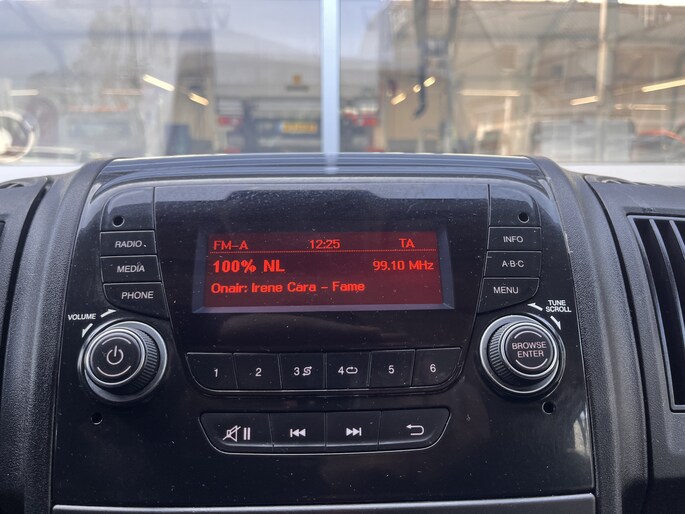 FM-A 12:25 TA
100% NL 99.10 MHz
Onair: Irene Cara - Fame
RADIO
MEDIA
PHONE
INFO
A·B·C
MENU
VOLUME
TUNE
SCROLL
BROWSE
ENTER
1 2 3 4 5 6